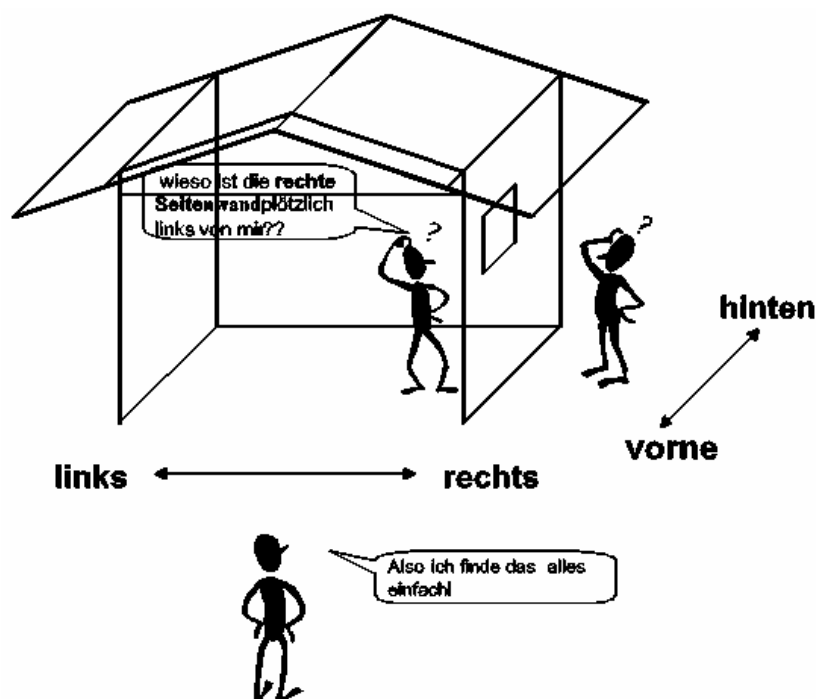 wieso ist die rechte
Seitenwandplötzlich
links von mir??
?
?
hinten
vorne
links
rechts
Also ich finde das alles
einfach!